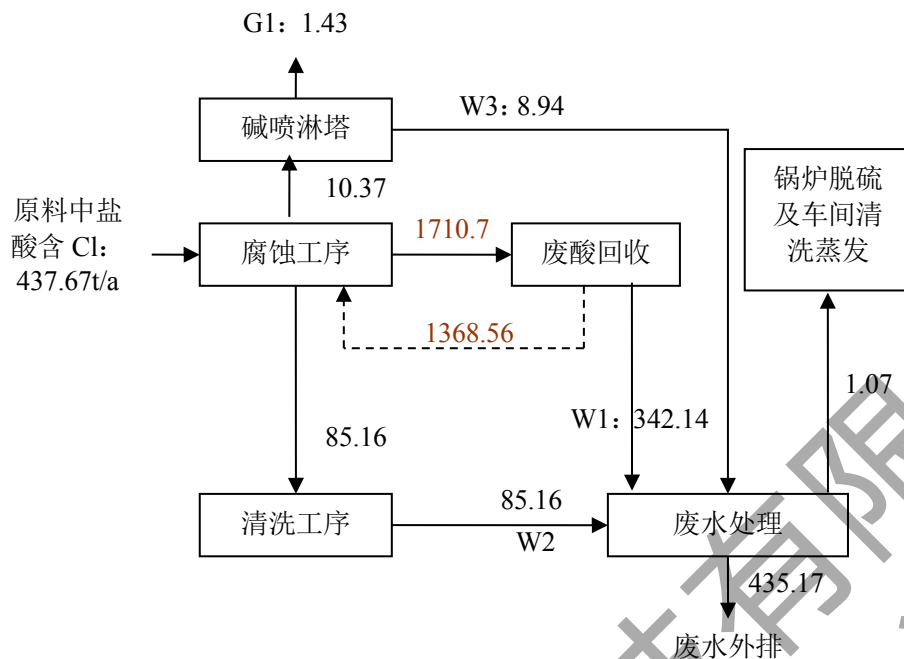 G1：1.43
碱喷淋塔
W3：8.94
10.37
锅炉脱硫
及车间清
洗蒸发
原料中盐
酸含 Cl：
437.67t/a
腐蚀工序
1710.7
废酸回收
1368.56
1.07
85.16
W1：342.14
清洗工序
85.16
W2
废水处理
435.17
废水外排
有限